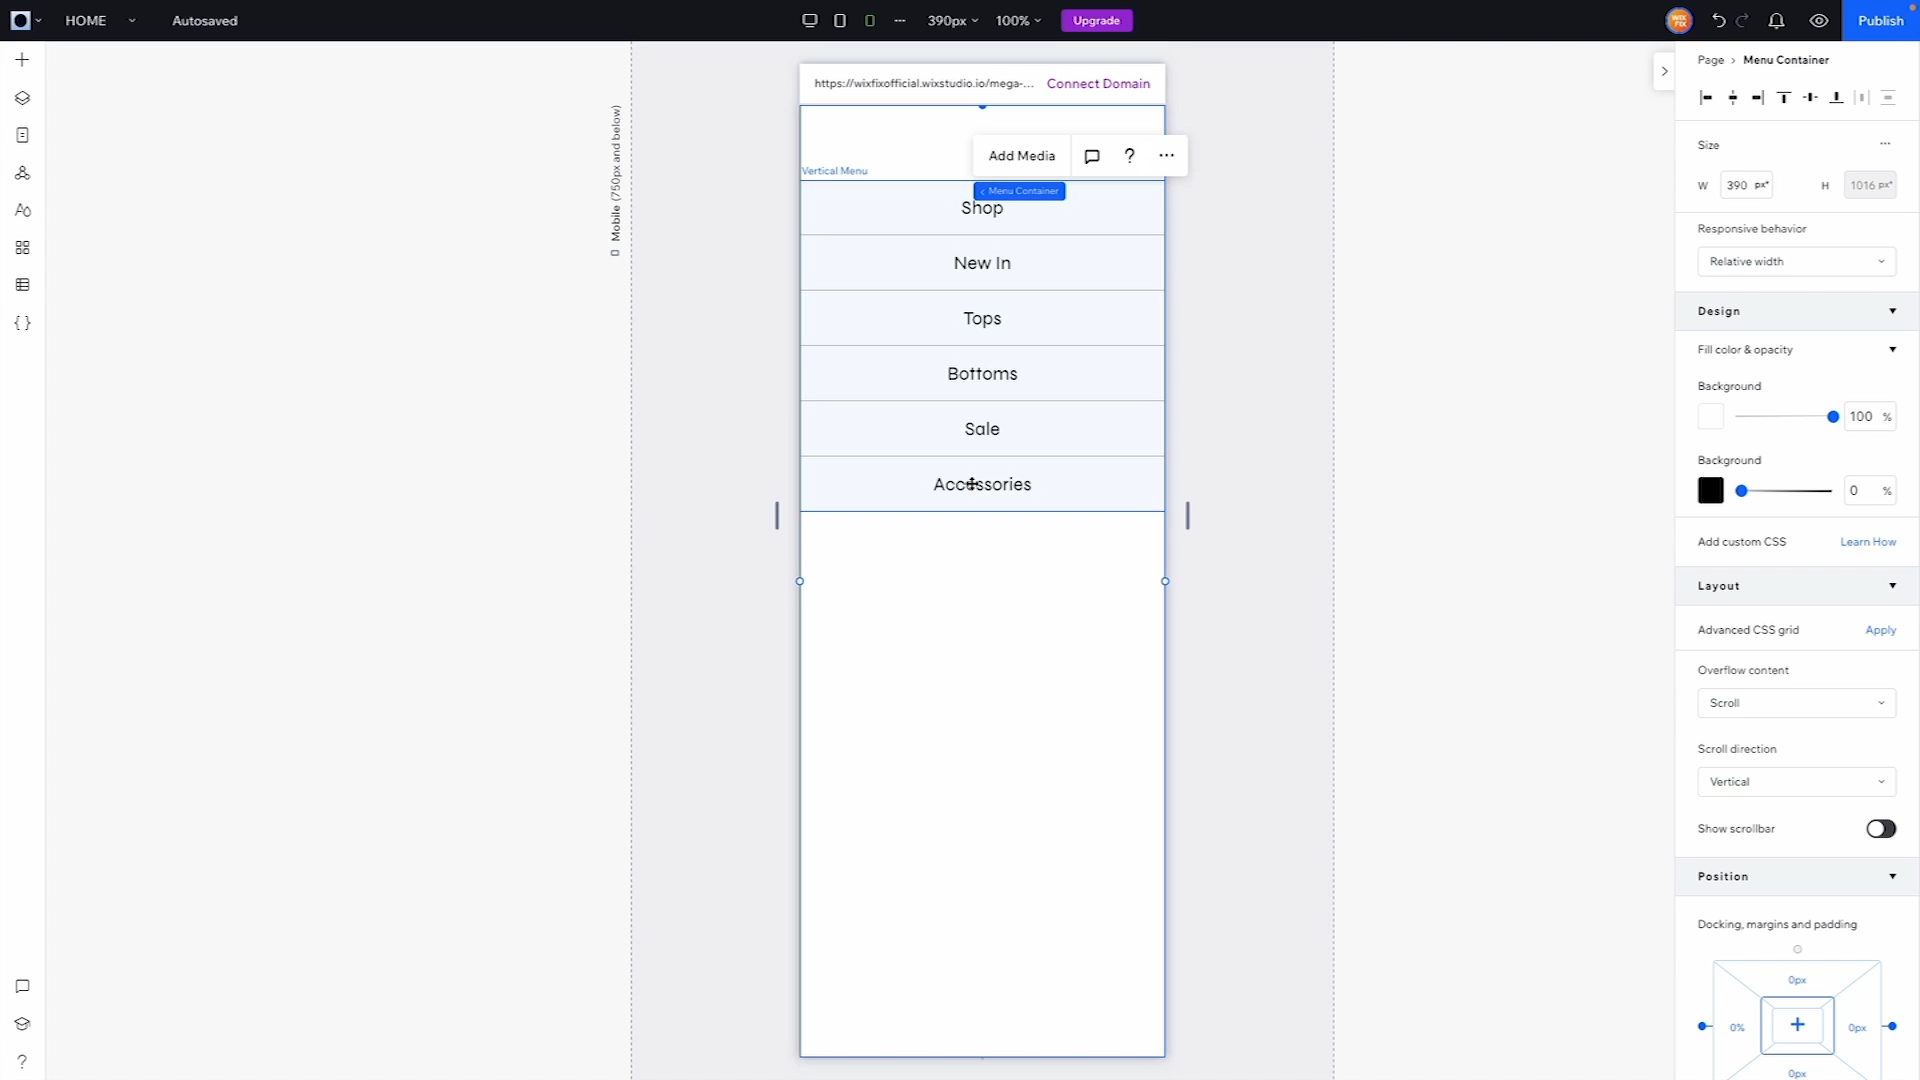 HOME
Autosaved
390px
100%
Upgrade
WIX
FIX
Publish
https://wixfixofficial.wixstudio.io/mega-...
Connect Domain
Mobile (750px and below)
Add Media
?
Vertical Menu
< Menu Container
Shop
New In
Tops
Bottoms
Sale
Accessories
Page > Menu Container
Size
W 390 px* H 1016 px*
Responsive behavior
Relative width
Design
Fill color & opacity
Background
100 %
Background
0 %
Add custom CSS Learn How
Layout
Advanced CSS grid Apply
Overflow content
Scroll
Scroll direction
Vertical
Show scrollbar
Position
Docking, margins and padding
0px
0% 0px
0px